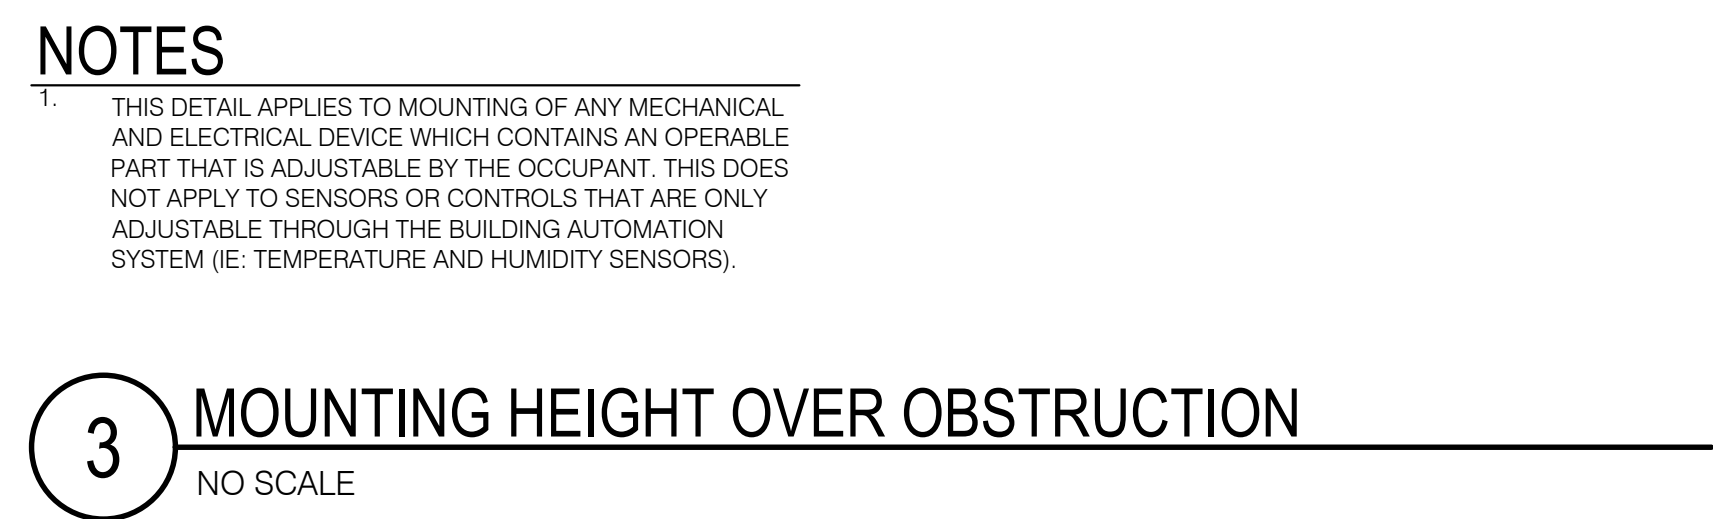 NOTES
1. THIS DETAIL APPLIES TO MOUNTING OF ANY MECHANICAL
AND ELECTRICAL DEVICE WHICH CONTAINS AN OPERABLE
PART THAT IS ADJUSTABLE BY THE OCCUPANT. THIS DOES
NOT APPLY TO SENSORS OR CONTROLS THAT ARE ONLY
ADJUSTABLE THROUGH THE BUILDING AUTOMATION
SYSTEM (IE: TEMPERATURE AND HUMIDITY SENSORS).
3 MOUNTING HEIGHT OVER OBSTRUCTION
NO SCALE